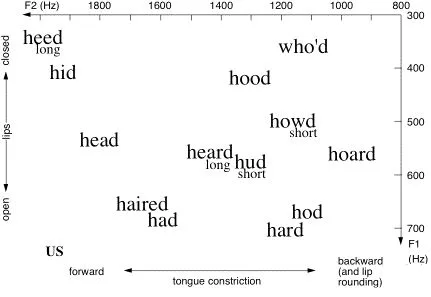 F2 (Hz) 1800 1600 1400 1200 1000 800 300
closed
heed
long
who'd
hid
hood
400
howd
short
500
lips
head
heard
long
hud
short
hoard
600
open
haired
had
hod
hard
700
F1
(Hz)
US
forward
tongue constriction
backward
(and lip
rounding)